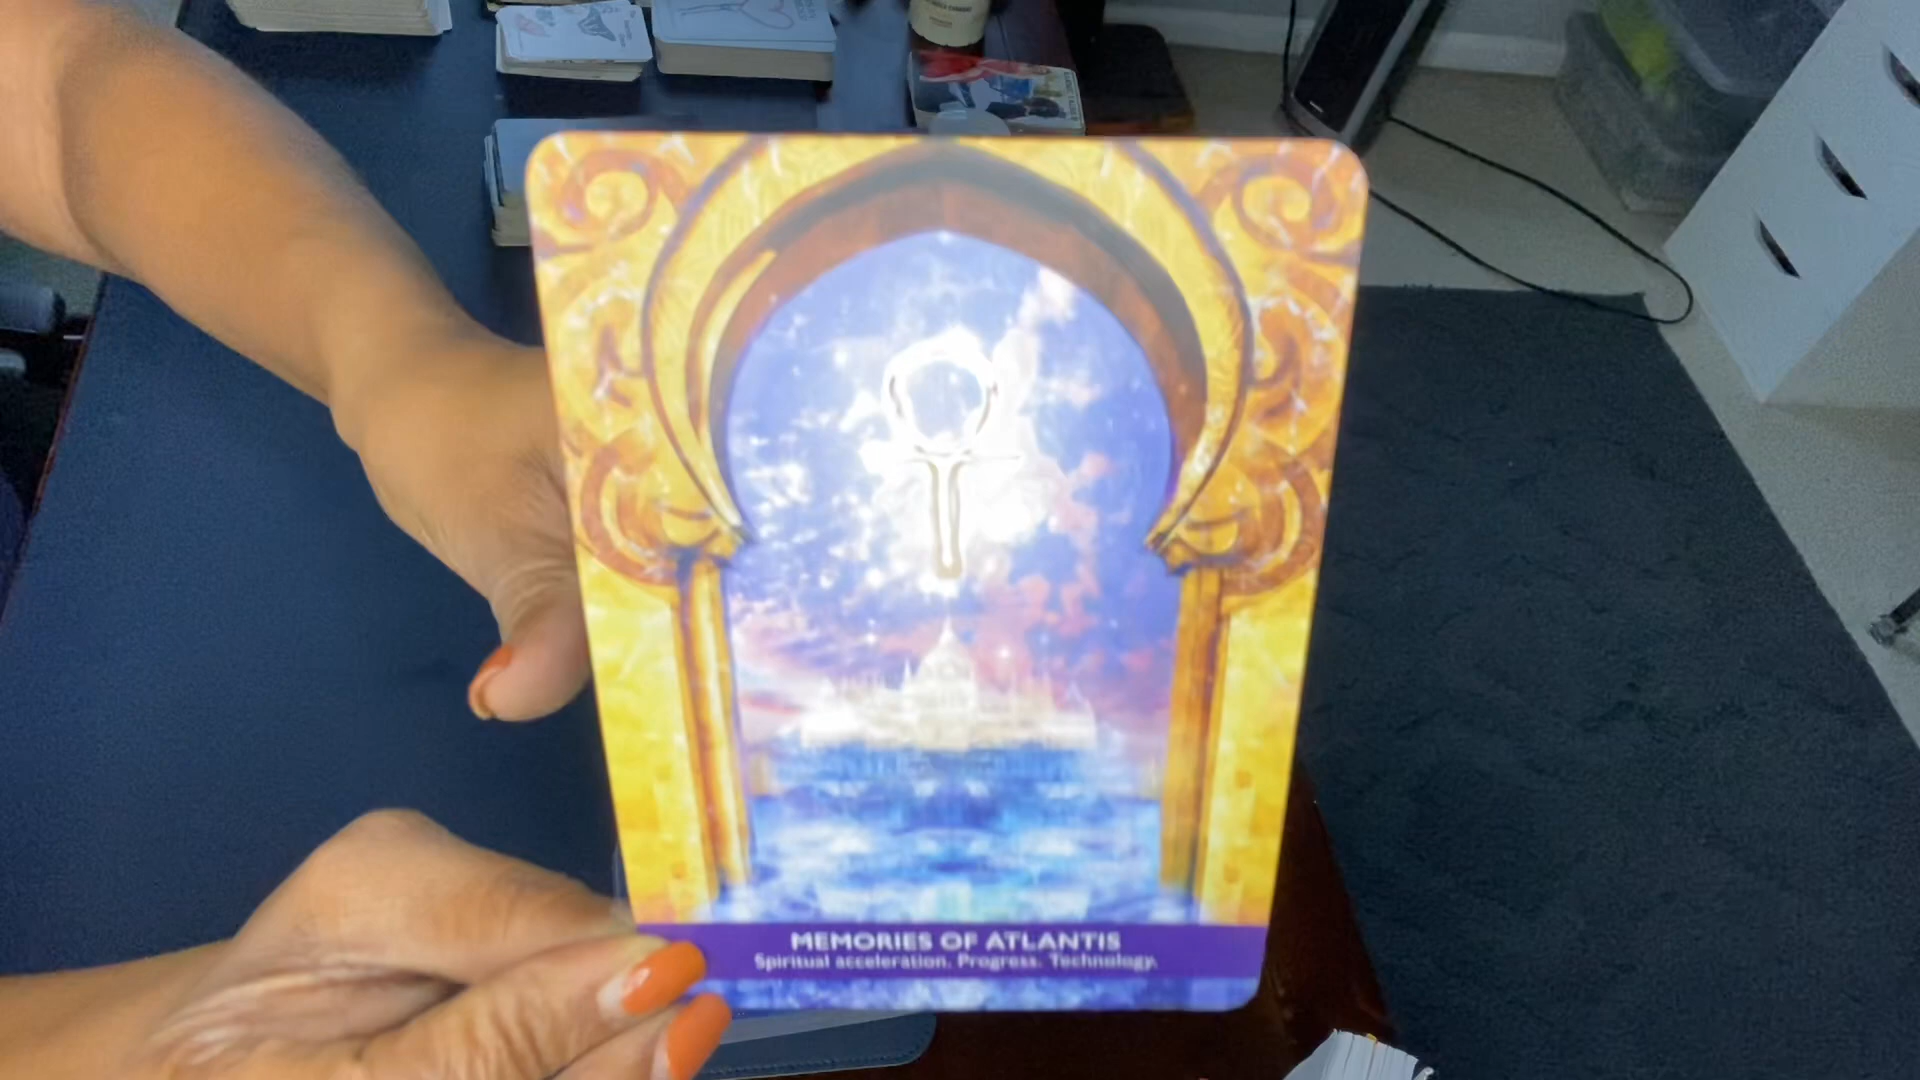 MEMORIES OF ATLANTIS
Spiritual acceleration. Progress. Technology.